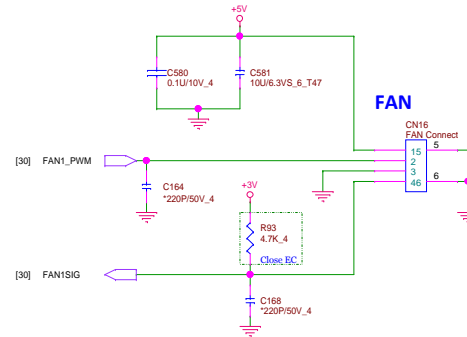 +5V
C580
0.1U/10V_4
C581
10U/6.3VS_6_T47
FAN
CN16
FAN Connect
5
15
2
3
46
6
[30] FAN1_PWM
C164
*220P/50V_4
+3V
R93
4.7K_4
Close EC
[30] FAN1SIG
C168
*220P/50V_4